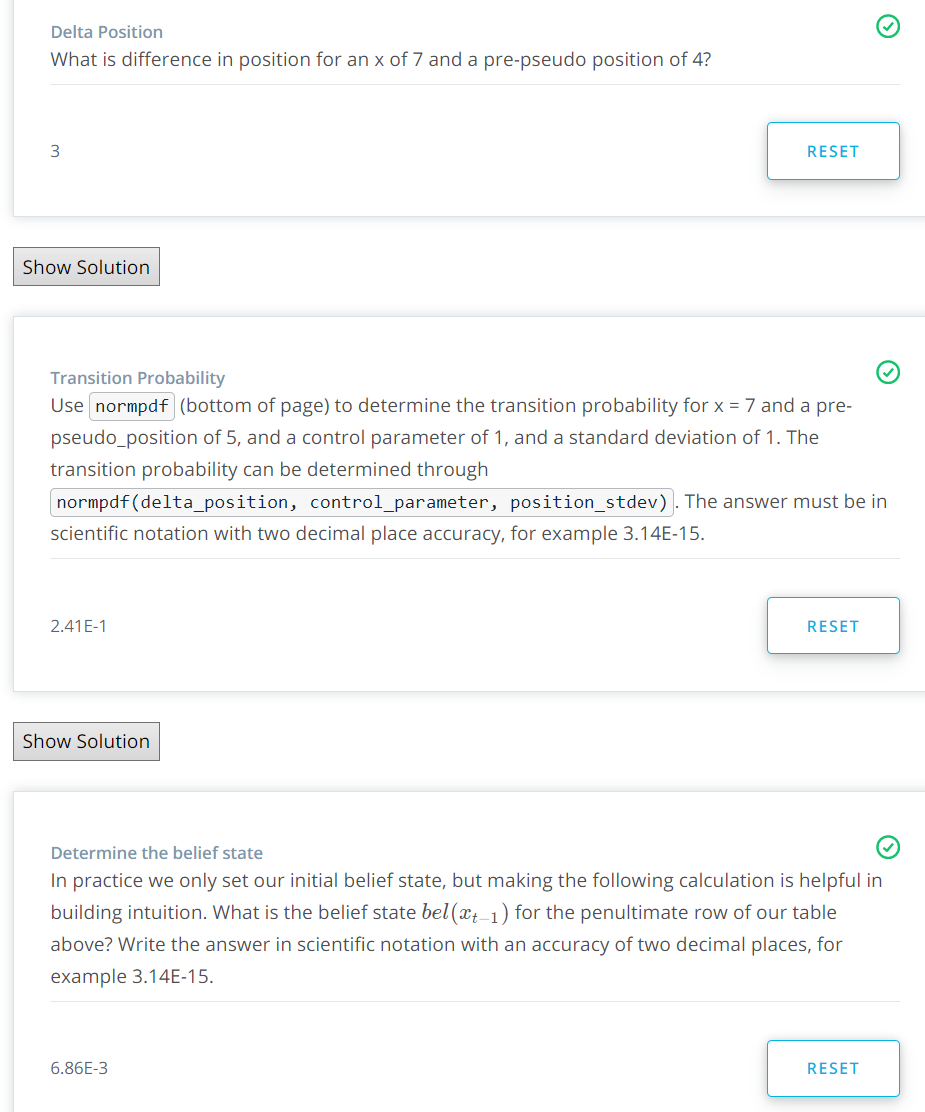 Delta Position
What is difference in position for an x of 7 and a pre-pseudo position of 4?
3
RESET
Show Solution
Transition Probability
Use normpdf (bottom of page) to determine the transition probability for x = 7 and a pre-
pseudo_position of 5, and a control parameter of 1, and a standard deviation of 1. The
transition probability can be determined through
normpdf(delta_position, control_parameter, position_stdev). The answer must be in
scientific notation with two decimal place accuracy, for example 3.14E-15.
2.41E-1
RESET
Show Solution
Determine the belief state
In practice we only set our initial belief state, but making the following calculation is helpful in
building intuition. What is the belief state bel(xₜ₋₁) for the penultimate row of our table
above? Write the answer in scientific notation with an accuracy of two decimal places, for
example 3.14E-15.
6.86E-3
RESET